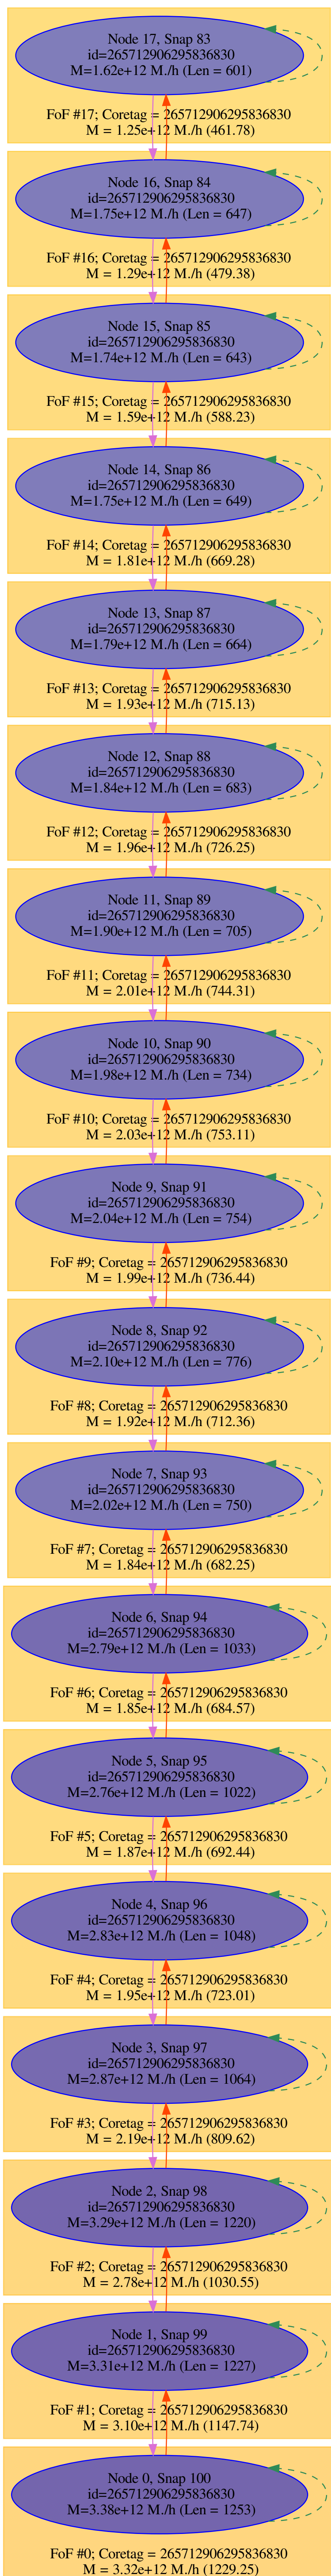 Node 17, Snap 83
id=265712906295836830
M=1.62e+12 M./h (Len = 601)
FoF #17; Coretag = 265712906295836830
M = 1.25e+12 M./h (461.78)
Node 16, Snap 84
id=265712906295836830
M=1.75e+12 M./h (Len = 647)
FoF #16; Coretag = 265712906295836830
M = 1.29e+12 M./h (479.38)
Node 15, Snap 85
id=265712906295836830
M=1.74e+12 M./h (Len = 643)
FoF #15; Coretag = 265712906295836830
M = 1.59e+12 M./h (588.23)
Node 14, Snap 86
id=265712906295836830
M=1.75e+12 M./h (Len = 649)
FoF #14; Coretag = 265712906295836830
M = 1.81e+12 M./h (669.28)
Node 13, Snap 87
id=265712906295836830
M=1.79e+12 M./h (Len = 664)
FoF #13; Coretag = 265712906295836830
M = 1.93e+12 M./h (715.13)
Node 12, Snap 88
id=265712906295836830
M=1.84e+12 M./h (Len = 683)
FoF #12; Coretag = 265712906295836830
M = 1.96e+12 M./h (726.25)
Node 11, Snap 89
id=265712906295836830
M=1.90e+12 M./h (Len = 705)
FoF #11; Coretag = 265712906295836830
M = 2.01e+12 M./h (744.31)
Node 10, Snap 90
id=265712906295836830
M=1.98e+12 M./h (Len = 734)
FoF #10; Coretag = 265712906295836830
M = 2.03e+12 M./h (753.11)
Node 9, Snap 91
id=265712906295836830
M=2.04e+12 M./h (Len = 754)
FoF #9; Coretag = 265712906295836830
M = 1.99e+12 M./h (736.44)
Node 8, Snap 92
id=265712906295836830
M=2.10e+12 M./h (Len = 776)
FoF #8; Coretag = 265712906295836830
M = 1.92e+12 M./h (712.36)
Node 7, Snap 93
id=265712906295836830
M=2.02e+12 M./h (Len = 750)
FoF #7; Coretag = 265712906295836830
M = 1.84e+12 M./h (682.25)
Node 6, Snap 94
id=265712906295836830
M=2.79e+12 M./h (Len = 1033)
FoF #6; Coretag = 265712906295836830
M = 1.85e+12 M./h (684.57)
Node 5, Snap 95
id=265712906295836830
M=2.76e+12 M./h (Len = 1022)
FoF #5; Coretag = 265712906295836830
M = 1.87e+12 M./h (692.44)
Node 4, Snap 96
id=265712906295836830
M=2.83e+12 M./h (Len = 1048)
FoF #4; Coretag = 265712906295836830
M = 1.95e+12 M./h (723.01)
Node 3, Snap 97
id=265712906295836830
M=2.87e+12 M./h (Len = 1064)
FoF #3; Coretag = 265712906295836830
M = 2.19e+12 M./h (809.62)
Node 2, Snap 98
id=265712906295836830
M=3.29e+12 M./h (Len = 1220)
FoF #2; Coretag = 265712906295836830
M = 2.78e+12 M./h (1030.55)
Node 1, Snap 99
id=265712906295836830
M=3.31e+12 M./h (Len = 1227)
FoF #1; Coretag = 265712906295836830
M = 3.10e+12 M./h (1147.74)
Node 0, Snap 100
id=265712906295836830
M=3.38e+12 M./h (Len = 1253)
FoF #0; Coretag = 265712906295836830
M = 3.32e+12 M./h (1229.25)